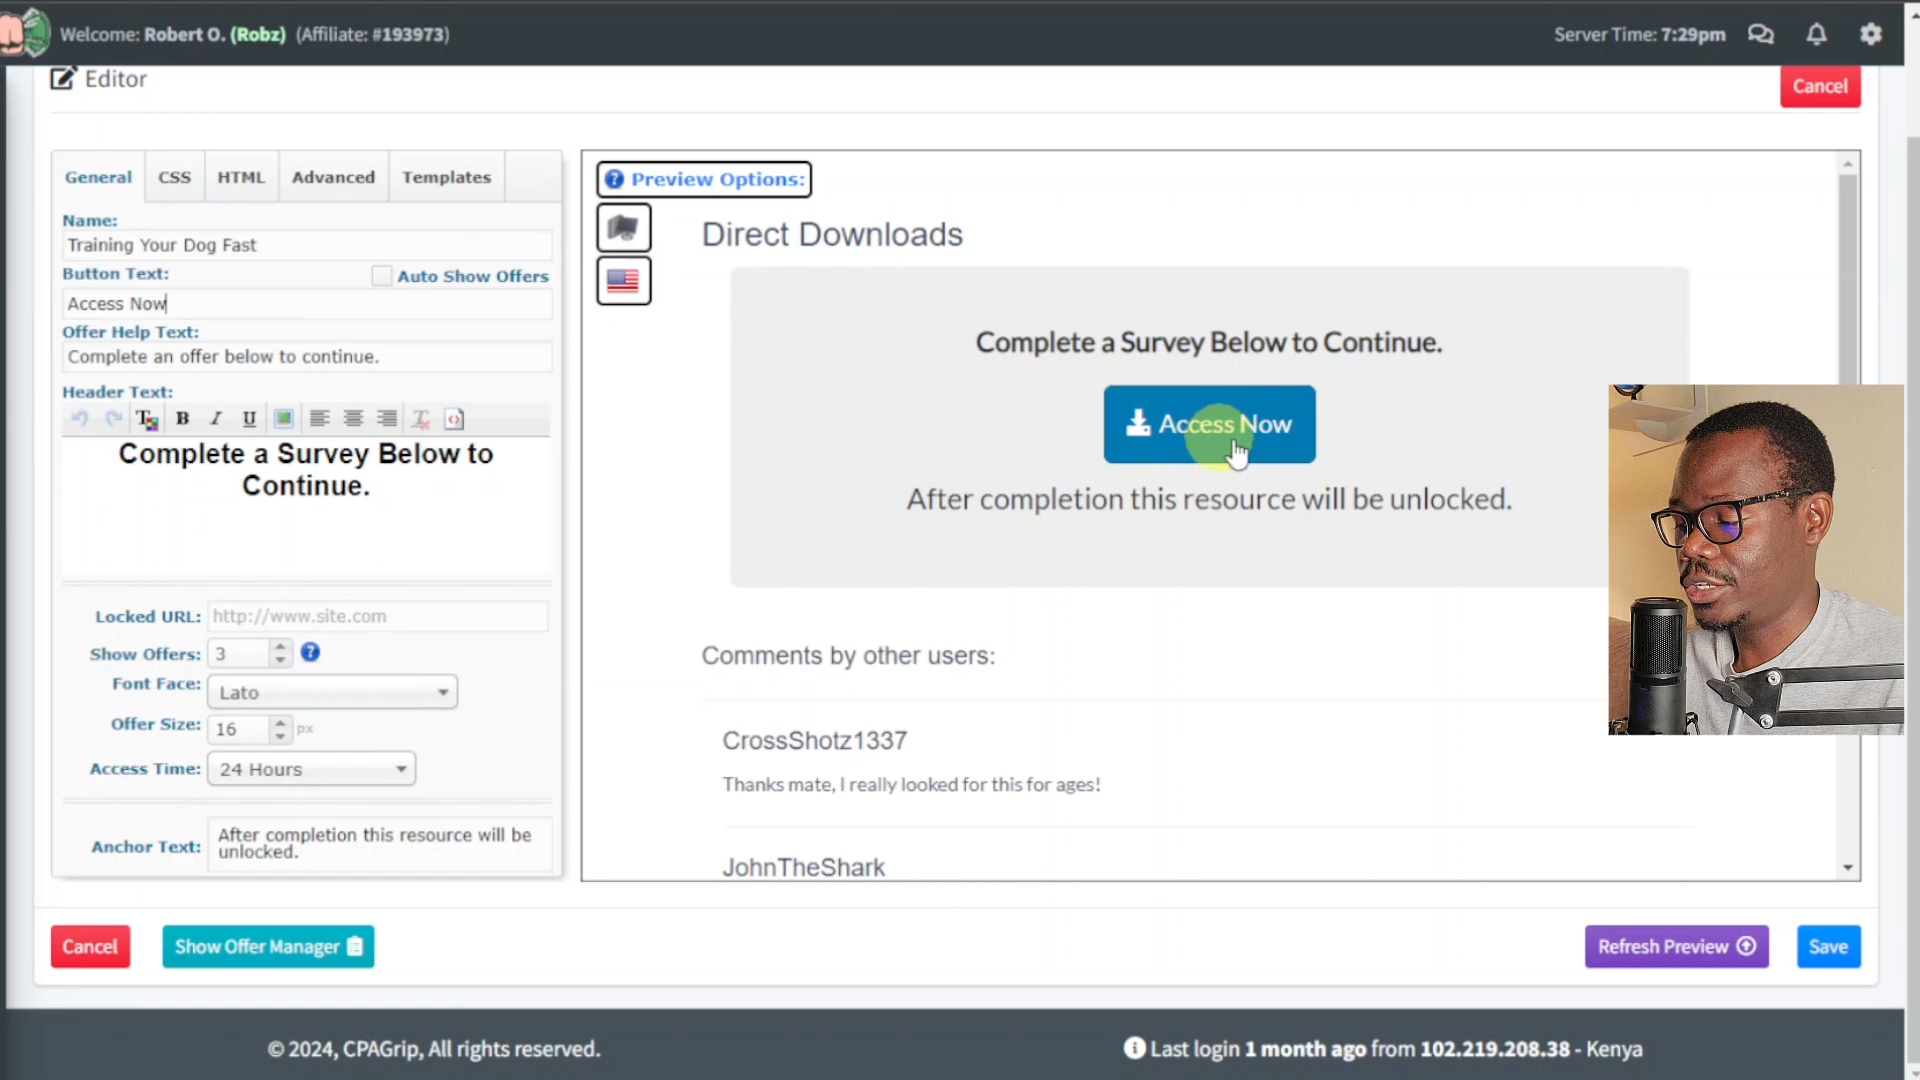 Welcome: Robert O. (Robz) (Affiliate: #193973)
Server Time: 7:29pm
Editor
Cancel
General
CSS
HTML
Advanced
Templates
Name:
Training Your Dog Fast
Button Text:
Auto Show Offers
Access Now
Offer Help Text:
Complete an offer below to continue.
Header Text:
B I U
Complete a Survey Below to
Continue.
Locked URL: http://www.site.com
Show Offers: 3
Font Face: Lato
Offer Size: 16 px
Access Time: 24 Hours
Anchor Text: After completion this resource will be
unlocked.
Preview Options:
Direct Downloads
Complete a Survey Below to Continue.
Access Now
After completion this resource will be unlocked.
Comments by other users:
CrossShotz1337
Thanks mate, I really looked for this for ages!
JohnTheShark
Cancel
Show Offer Manager
Refresh Preview
Save
© 2024, CPAGrip, All rights reserved.
Last login 1 month ago from 102.219.208.38 - Kenya